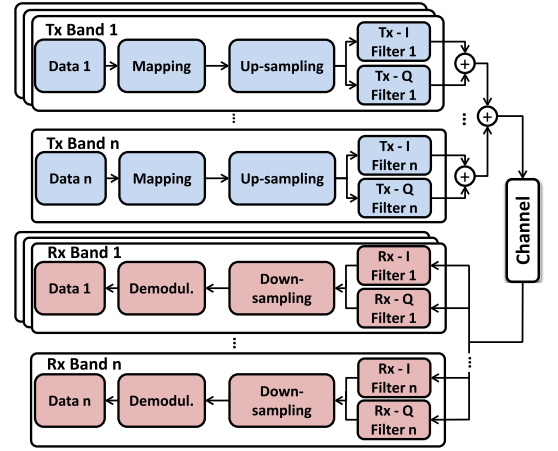 Tx Band 1
Data 1
Mapping
Up-sampling
Tx - I
Filter 1
Tx - Q
Filter 1
+
...
...
+
Tx Band n
Data n
Mapping
Up-sampling
Tx - I
Filter n
Tx - Q
Filter n
+
Channel
Rx Band 1
Data 1
Demodul.
Down-
sampling
Rx - I
Filter 1
Rx - Q
Filter 1
...
...
Rx Band n
Data n
Demodul.
Down-
sampling
Rx - I
Filter n
Rx - Q
Filter n